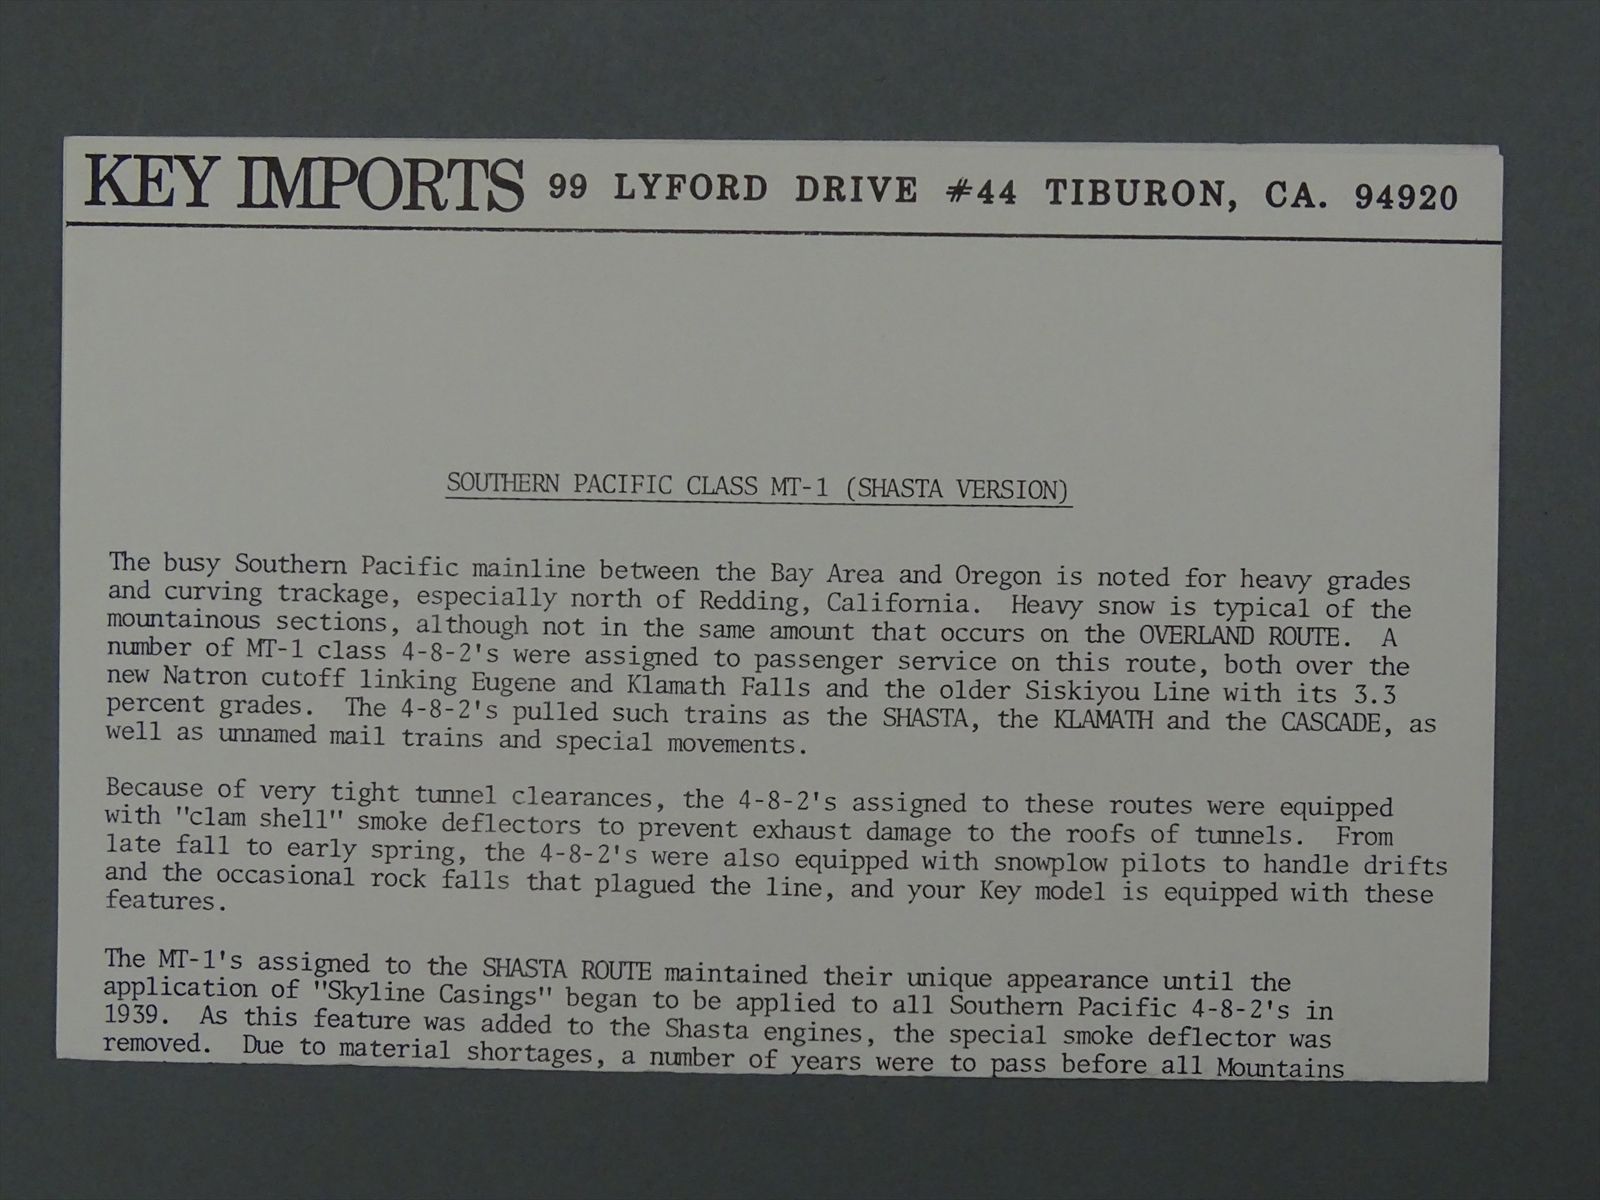 KEY IMPORTS 99 LYFORD DRIVE #44 TIBURON, CA. 94920
SOUTHERN PACIFIC CLASS MT-1 (SHASTA VERSION)
The busy Southern Pacific mainline between the Bay Area and Oregon is noted for heavy grades
and curving trackage, especially north of Redding, California. Heavy snow is typical of the
mountainous sections, although not in the same amount that occurs on the OVERLAND ROUTE. A
number of MT-1 class 4-8-2's were assigned to passenger service on this route, both over the
new Natron cutoff linking Eugene and Klamath Falls and the older Siskiyou Line with its 3.3
percent grades. The 4-8-2's pulled such trains as the SHASTA, the KLAMATH and the CASCADE, as
well as unnamed mail trains and special movements.
Because of very tight tunnel clearances, the 4-8-2's assigned to these routes were equipped
with "clam shell" smoke deflectors to prevent exhaust damage to the roofs of tunnels. From
late fall to early spring, the 4-8-2's were also equipped with snowplow pilots to handle drifts
and the occasional rock falls that plagued the line, and your Key model is equipped with these
features.
The MT-1's assigned to the SHASTA ROUTE maintained their unique appearance until the
application of "Skyline Casings" began to be applied to all Southern Pacific 4-8-2's in
1939. As this feature was added to the Shasta engines, the special smoke deflector was
removed. Due to material shortages, a number of years were to pass before all Mountains